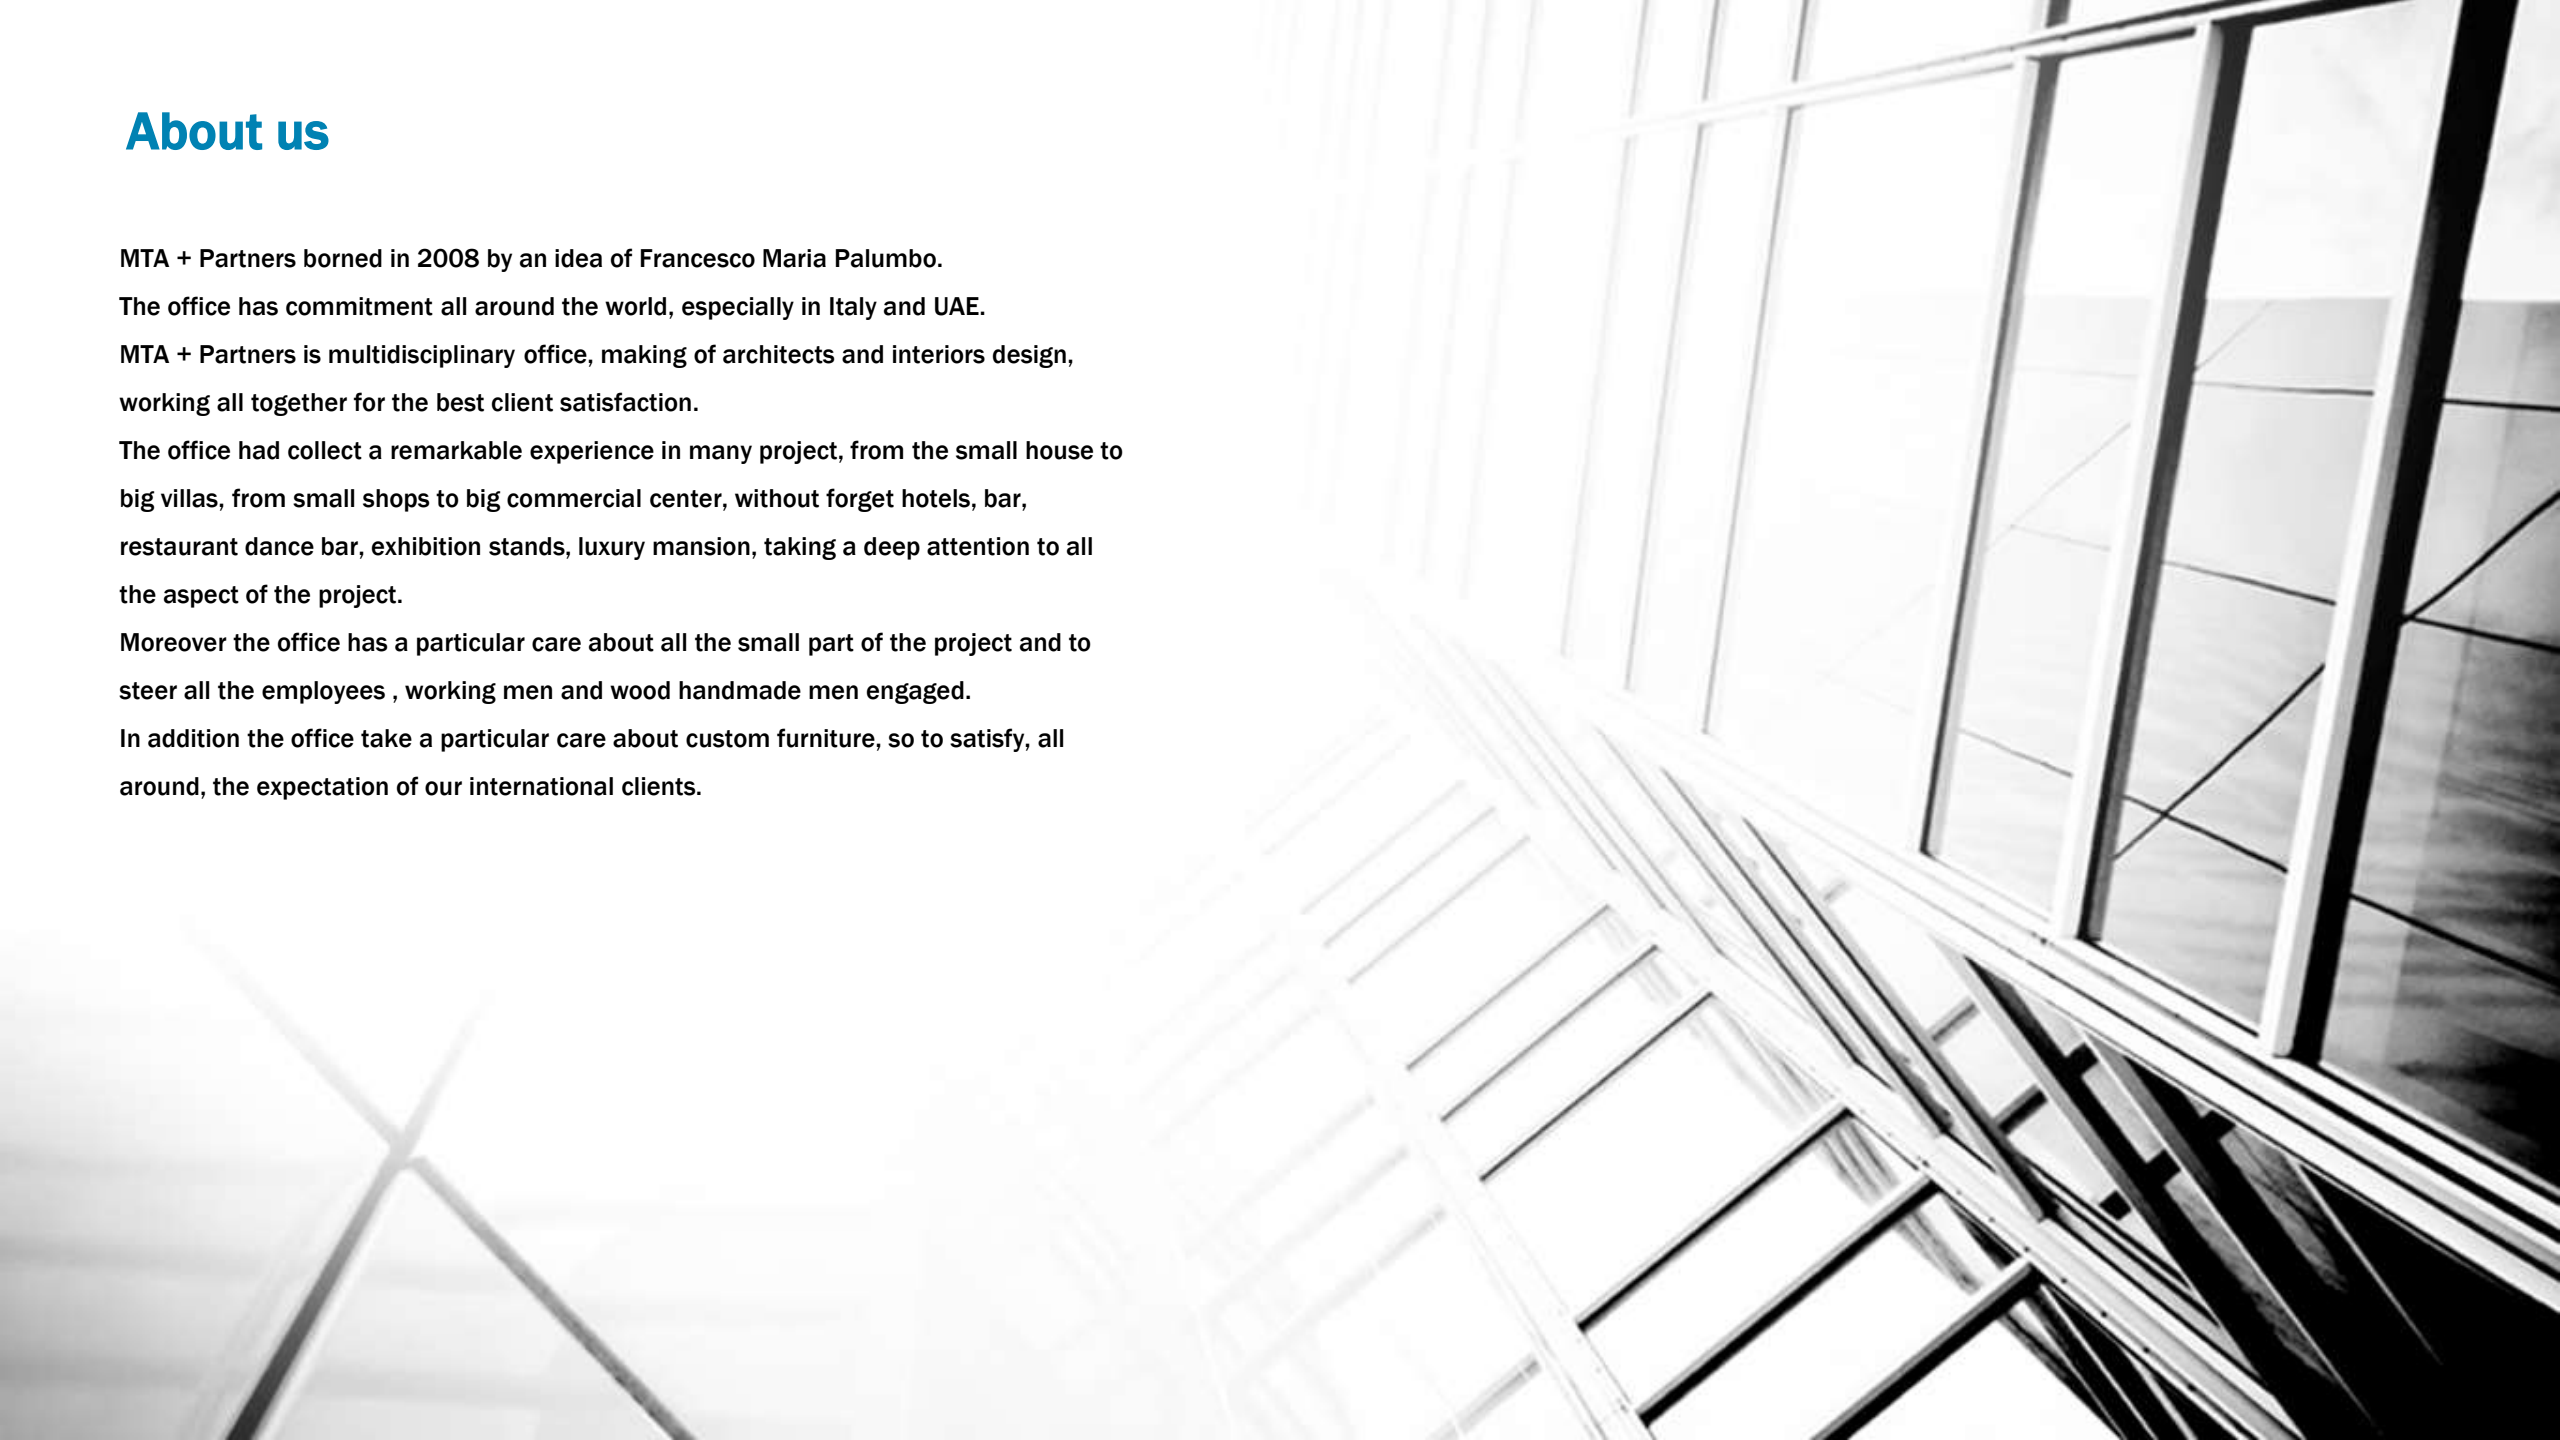 About us
MTA + Partners borned in 2008 by an idea of Francesco Maria Palumbo.
The office has commitment all around the world, especially in Italy and UAE.
MTA + Partners is multidisciplinary office, making of architects and interiors design,
working all together for the best client satisfaction.
The office had collect a remarkable experience in many project, from the small house to
big villas, from small shops to big commercial center, without forget hotels, bar,
restaurant dance bar, exhibition stands, luxury mansion, taking a deep attention to all
the aspect of the project.
Moreover the office has a particular care about all the small part of the project and to
steer all the employees , working men and wood handmade men engaged.
In addition the office take a particular care about custom furniture, so to satisfy, all
around, the expectation of our international clients.